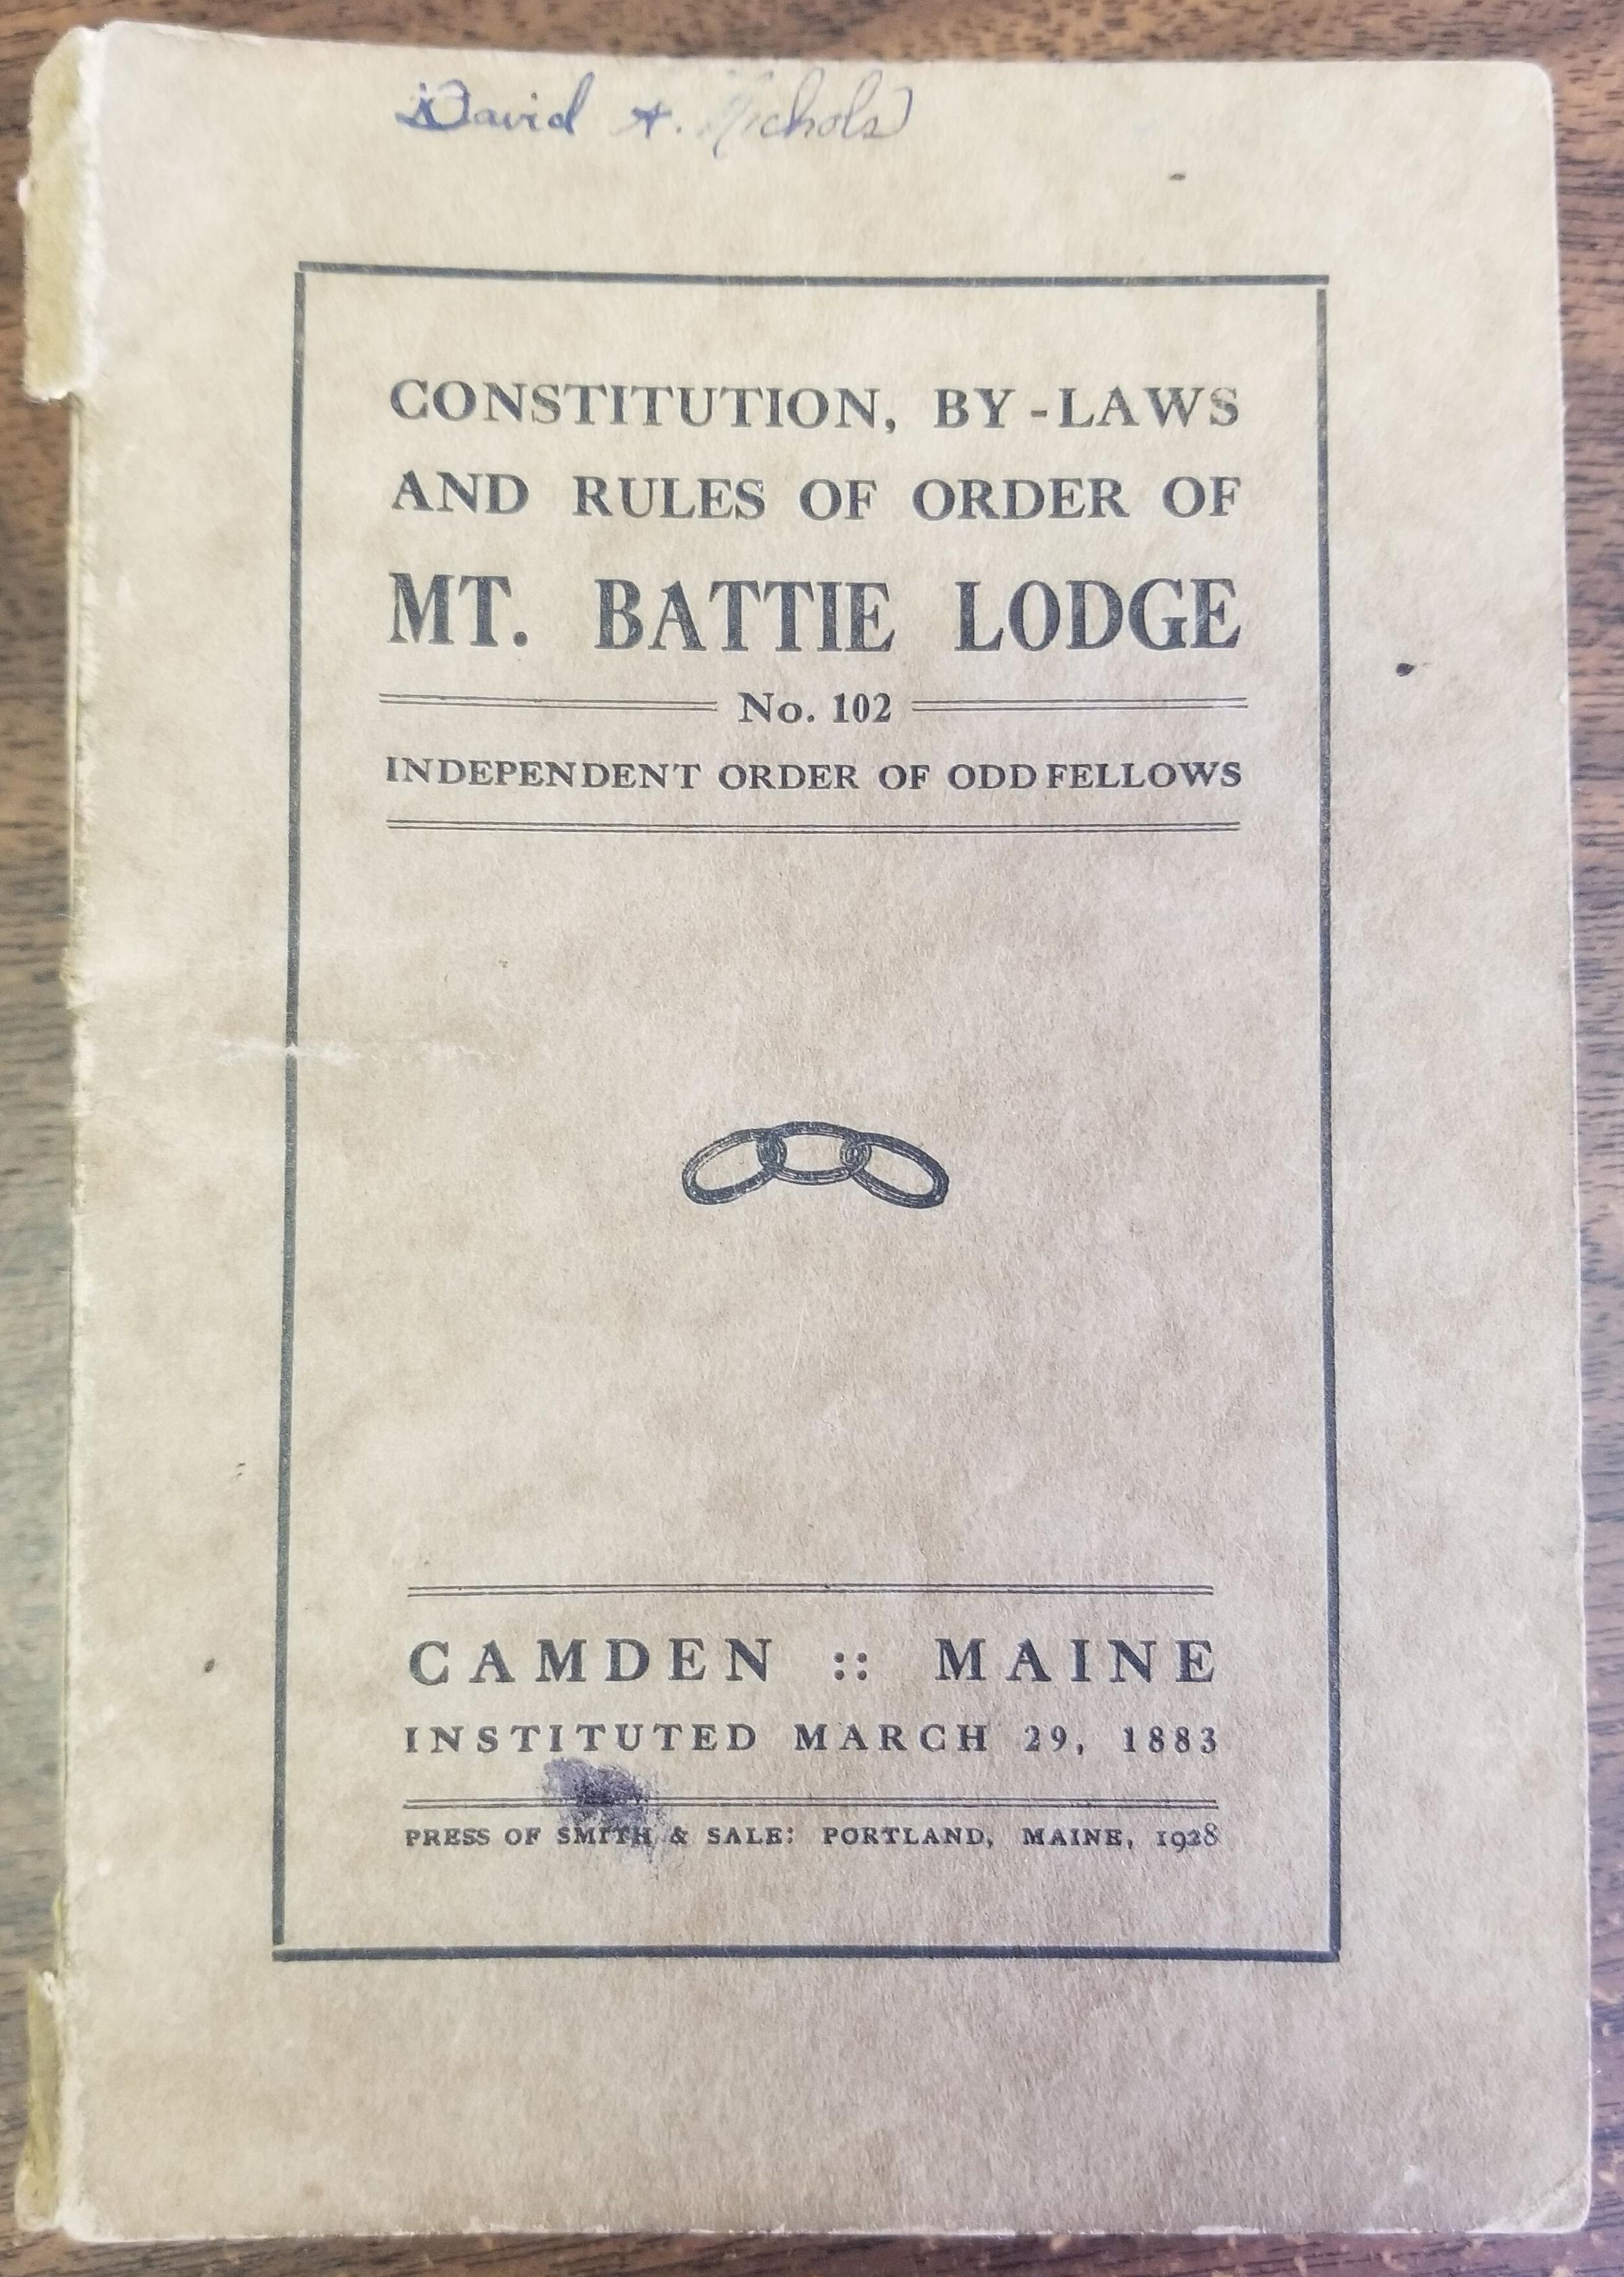 David A. Nichols
CONSTITUTION, BY-LAWS
AND RULES OF ORDER OF
MT. BATTIE LODGE
No. 102
INDEPENDENT ORDER OF ODD FELLOWS
CAMDEN :: MAINE
INSTITUTED MARCH 29, 1883
PRESS OF SMITH & SALE: PORTLAND, MAINE, 1928